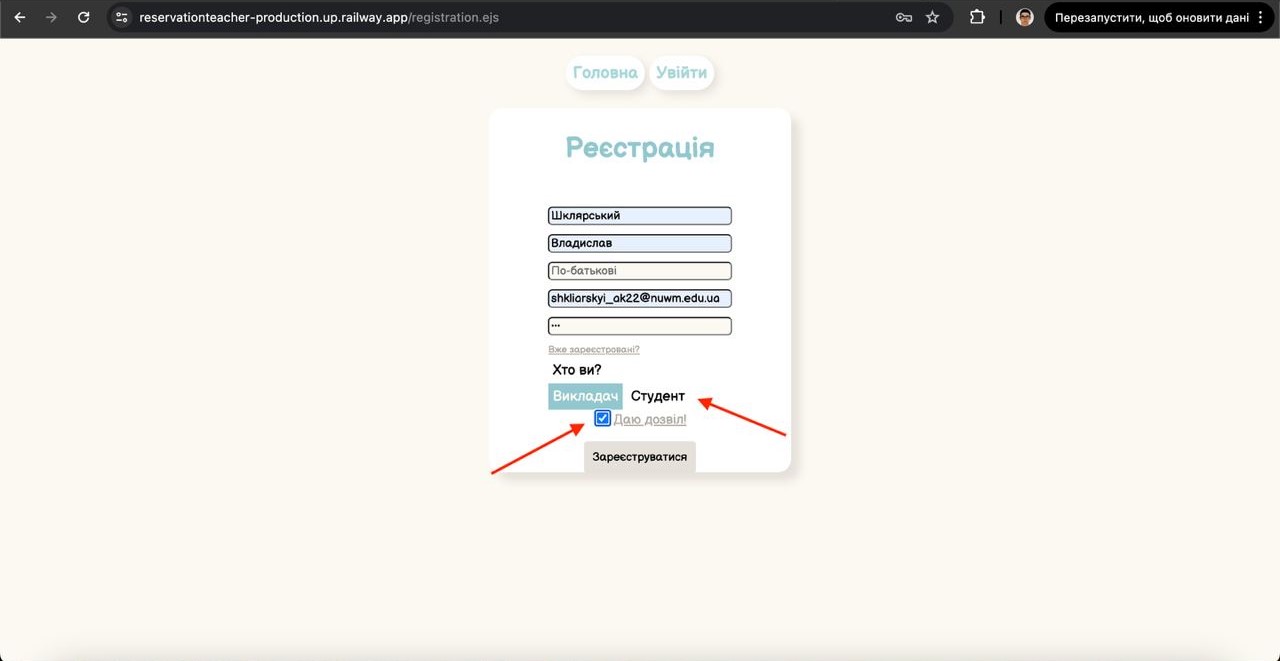 reservationteacher-production.up.railway.app/registration.ejs
Перезапустити, щоб оновити дані
Головна Увійти
Реєстрація
Шклярський
Владислав
По-батькові
shkliarskyi_ak22@nuwm.edu.ua
•••
Вже зареєстровані?
Хто ви?
Викладач Студент
Даю дозвіл!
Зареєструватися